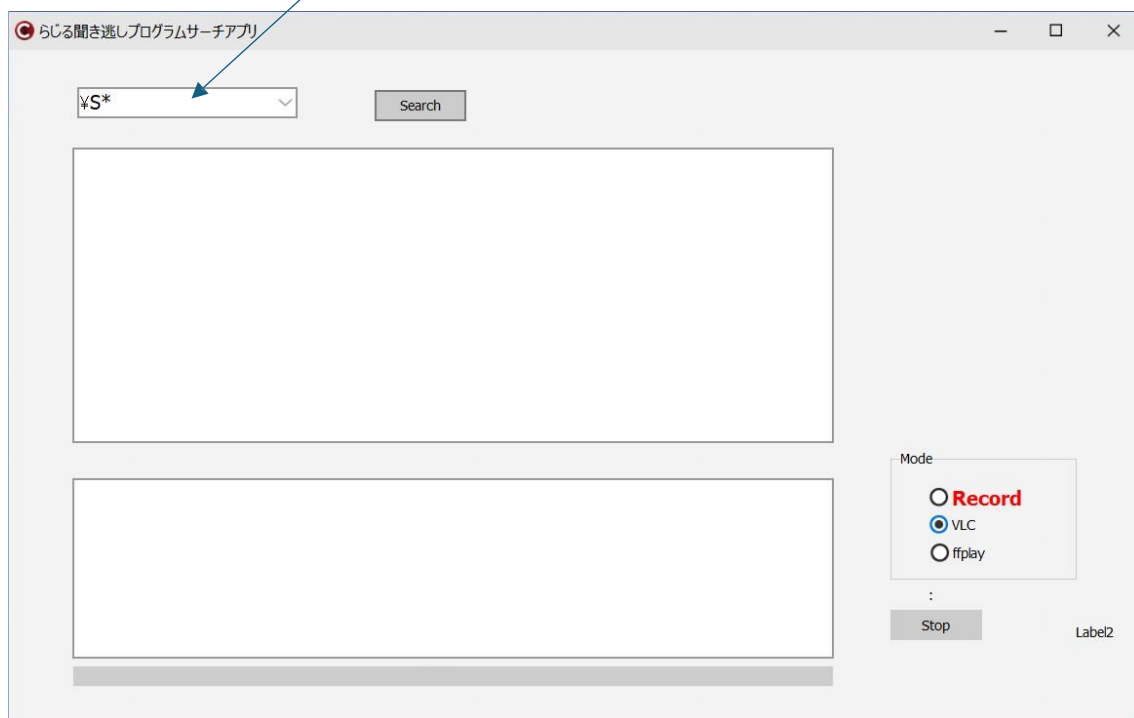 らじる聞き逃しプログラムサーチアプリ
¥S*
Search
Mode
Record
VLC
ffplay
:
Stop
Label2